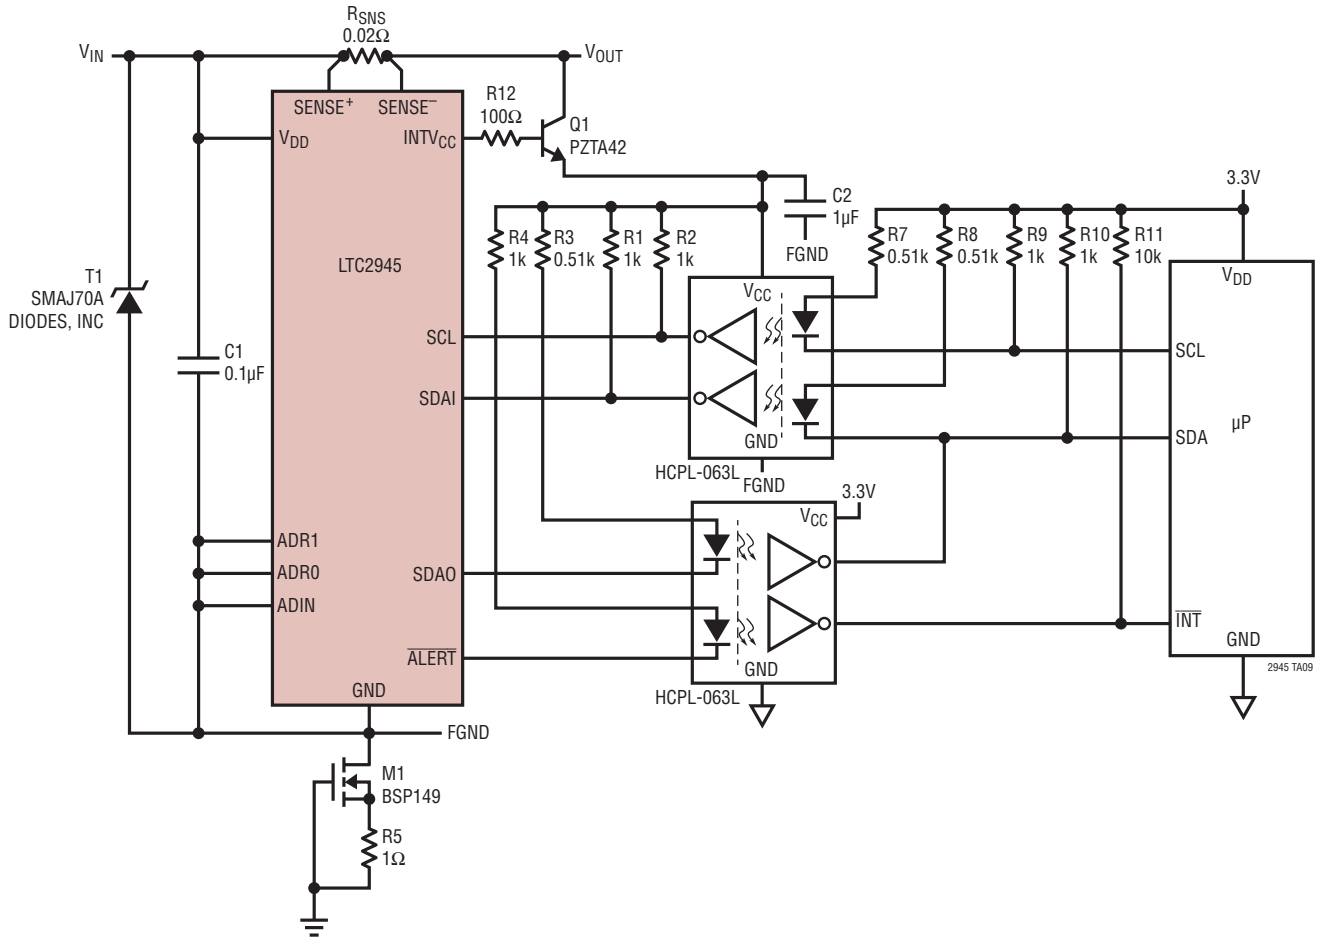 RSNS
0.02Ω
VIN
VOUT
SENSE+
SENSE–
R12
100Ω
Q1
PZTA42
VDD
INTVCC
C2
1µF
FGND
3.3V
R4
1k
R3
0.51k
R1
1k
R2
1k
R7
0.51k
R8
0.51k
R9
1k
R10
1k
R11
10k
LTC2945
T1
SMAJ70A
DIODES, INC
VCC
VDD
SCL
SCL
C1
0.1µF
SDAI
µP
GND
SDA
HCPL-063L
FGND
3.3V
VCC
ADR1
ADR0
SDAO
ADIN
INT
ALERT
GND
GND
2945 TA09
GND
HCPL-063L
FGND
M1
BSP149
R5
1Ω